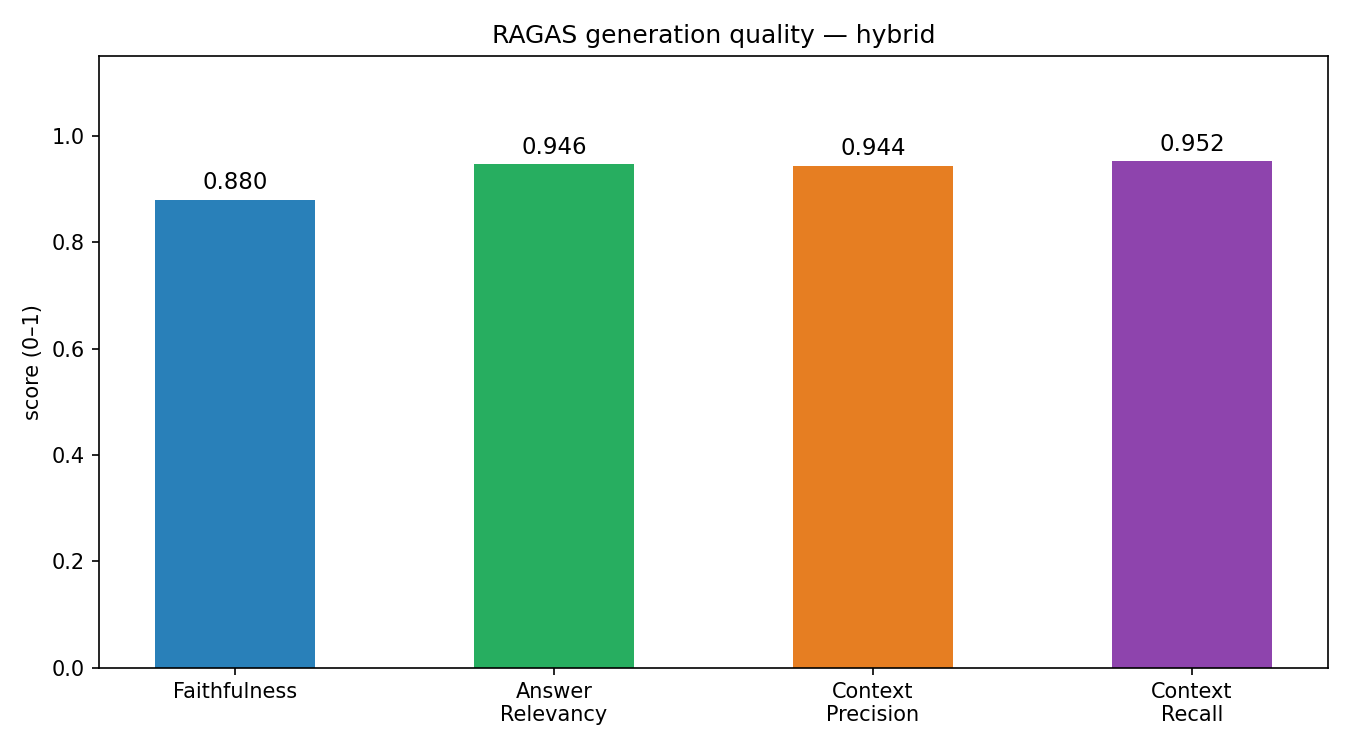 RAGAS generation quality — hybrid
1.0
0.8
0.6
0.4
0.2
0.0
score (0–1)
0.880
0.946
0.944
0.952
Faithfulness
Answer
Relevancy
Context
Precision
Context
Recall